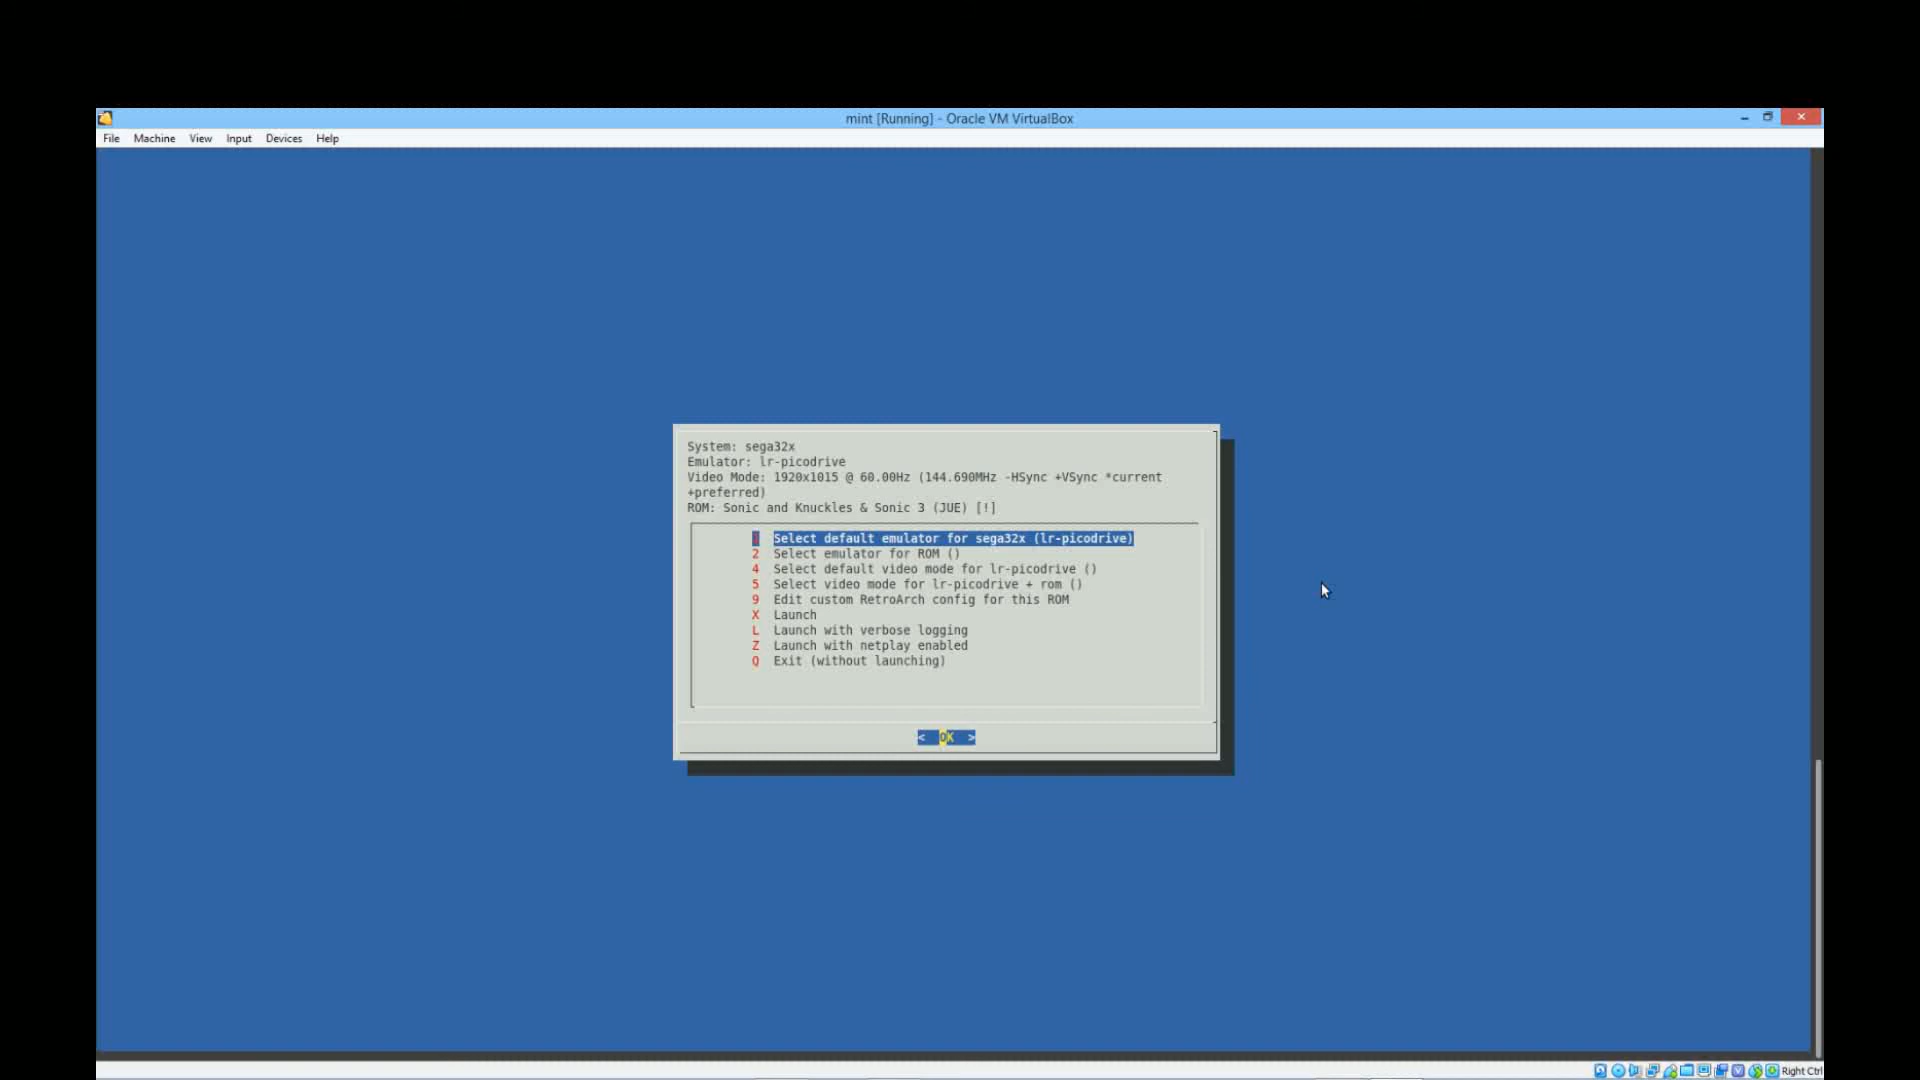 mint [Running] - Oracle VM VirtualBox
File Machine View Input Devices Help
System: sega32x
Emulator: lr-picodrive
Video Mode: 1920x1015 @ 60.00Hz (144.690MHz -HSync +VSync *current
+preferred)
ROM: Sonic and Knuckles & Sonic 3 (JUE) [!]
1 Select default emulator for sega32x (lr-picodrive)
2 Select emulator for ROM ()
4 Select default video mode for lr-picodrive ()
5 Select video mode for lr-picodrive + rom ()
9 Edit custom RetroArch config for this ROM
X Launch
L Launch with verbose logging
Z Launch with netplay enabled
Q Exit (without launching)
< OK >
Right Ctrl